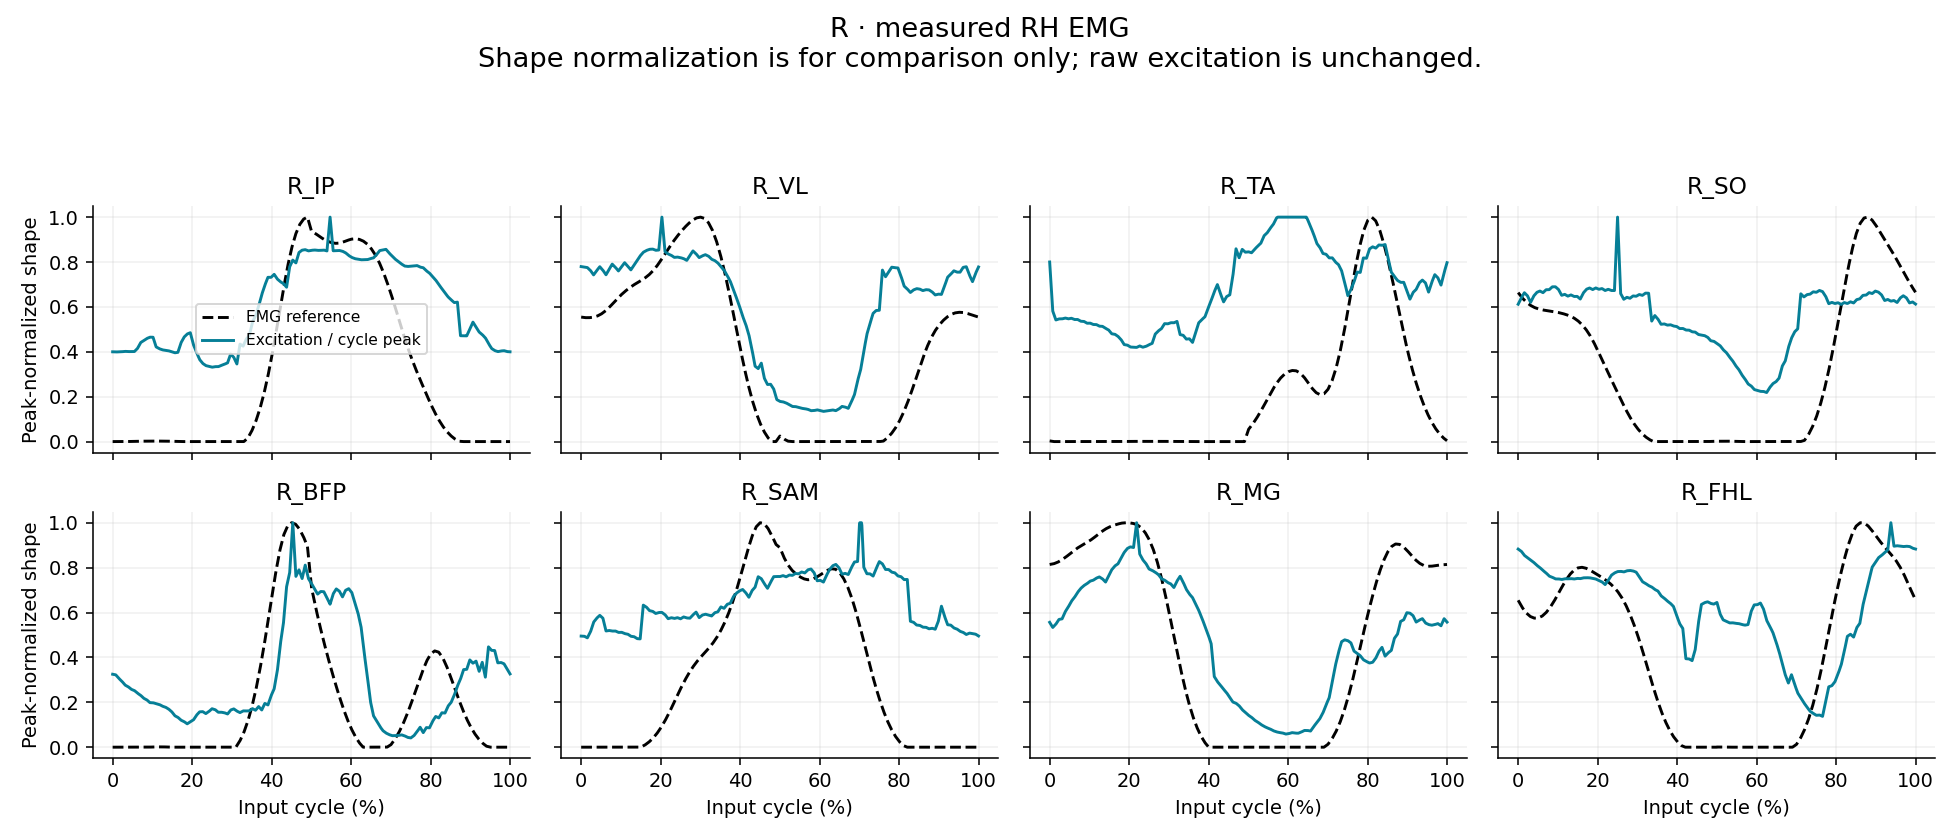 R · measured RH EMG
Shape normalization is for comparison only; raw excitation is unchanged.
R_IP
R_VL
R_TA
R_SO
Peak-normalized shape
1.0
0.8
0.6
0.4
0.2
0.0
EMG reference
Excitation / cycle peak
R_BFP
R_SAM
R_MG
R_FHL
Peak-normalized shape
1.0
0.8
0.6
0.4
0.2
0.0
0 20 40 60 80 100
0 20 40 60 80 100
0 20 40 60 80 100
0 20 40 60 80 100
Input cycle (%)
Input cycle (%)
Input cycle (%)
Input cycle (%)